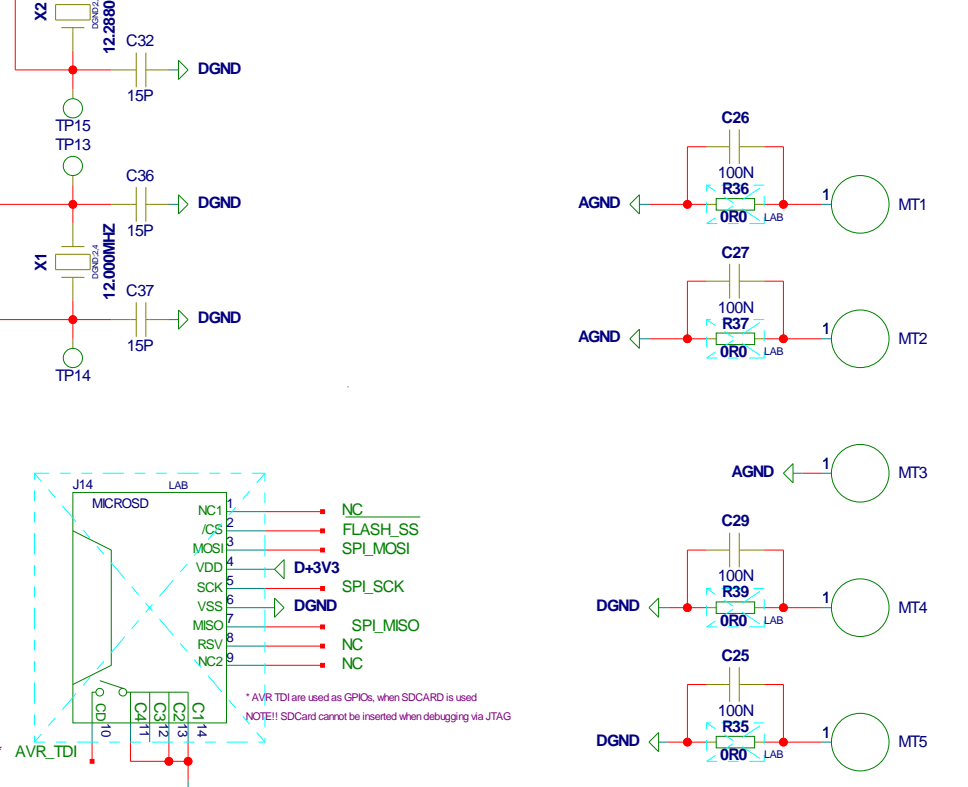 X2
DGND:2,
12.2880
C32
DGND
15P
TP15
TP13
C36
DGND
15P
X1
DGND:2,4
12.000MHZ
C37
DGND
15P
TP14
C26
100N
R36
AGND
0R0
LAB
1
MT1
C27
100N
R37
AGND
0R0
LAB
1
MT2
AGND
1
MT3
C29
100N
R39
DGND
0R0
LAB
1
MT4
C25
100N
R35
DGND
0R0
LAB
1
MT5
J14
LAB
MICROSD
NC1 1 NC
/CS 2 FLASH_SS
MOSI 3 SPI_MOSI
VDD 4 D+3V3
SCK 5 SPI_SCK
VSS 6 DGND
MISO 7 SPI_MISO
RSV 8 NC
NC2 9 NC
CD 10
C4 11
C3 12
C2 13
C1 14
* AVR TDI are used as GPIOs, when SDCARD is used
NOTE!! SDCard cannot be inserted when debugging via JTAG
* AVR_TDI